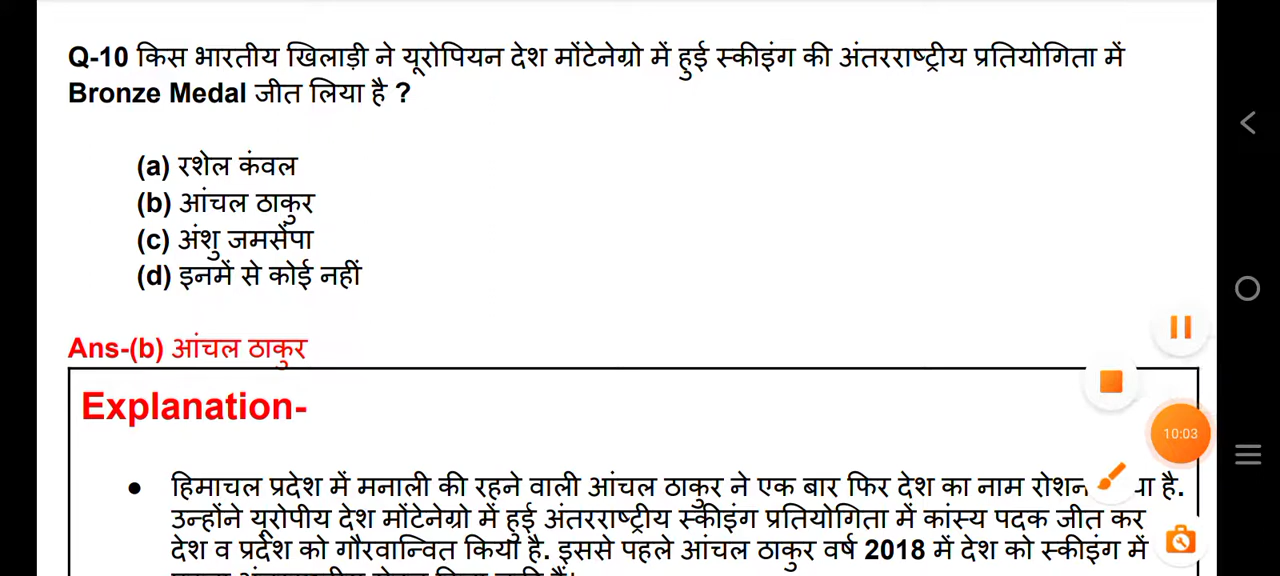 Q-10 किस भारतीय खिलाड़ी ने यूरोपियन देश मोंटेनेग्रो में हुई स्कीइंग की अंतरराष्ट्रीय प्रतियोगिता में
Bronze Medal जीत लिया है ?
(a) रशेल कंवल
(b) आंचल ठाकुर
(c) अंशु जमसेंपा
(d) इनमें से कोई नहीं
Ans-(b) आंचल ठाकुर
Explanation-
10:03
● हिमाचल प्रदेश में मनाली की रहने वाली आंचल ठाकुर ने एक बार फिर देश का नाम रोशन है.
उन्होंने यूरोपीय देश मोंटेनेग्रो में हुई अंतरराष्ट्रीय स्कीइंग प्रतियोगिता में कांस्य पदक जीत कर
देश व प्रदेश को गौरवान्वित किया है. इससे पहले आंचल ठाकुर वर्ष 2018 में देश को स्कीइंग में